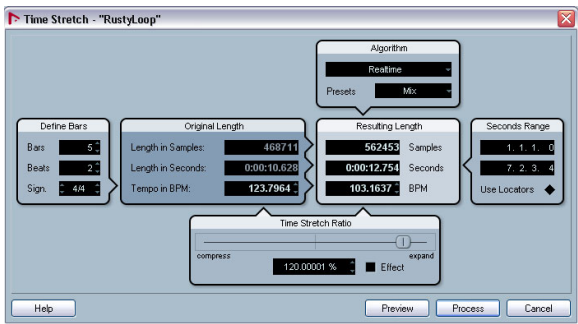 Time Stretch - "RustyLoop"
Algorithm
Realtime
Presets Mix
Define Bars
Bars 5
Beats 2
Sign. 4/4
Original Length
Length in Samples: 468711
Length in Seconds: 0:00:10.628
Tempo in BPM: 123.7964
Resulting Length
562453 Samples
0:00:12.754 Seconds
103.1637 BPM
Seconds Range
1. 1. 1. 0
7. 2. 3. 4
Use Locators
Time Stretch Ratio
compress expand
120.00001 % Effect
Help Preview Process Cancel